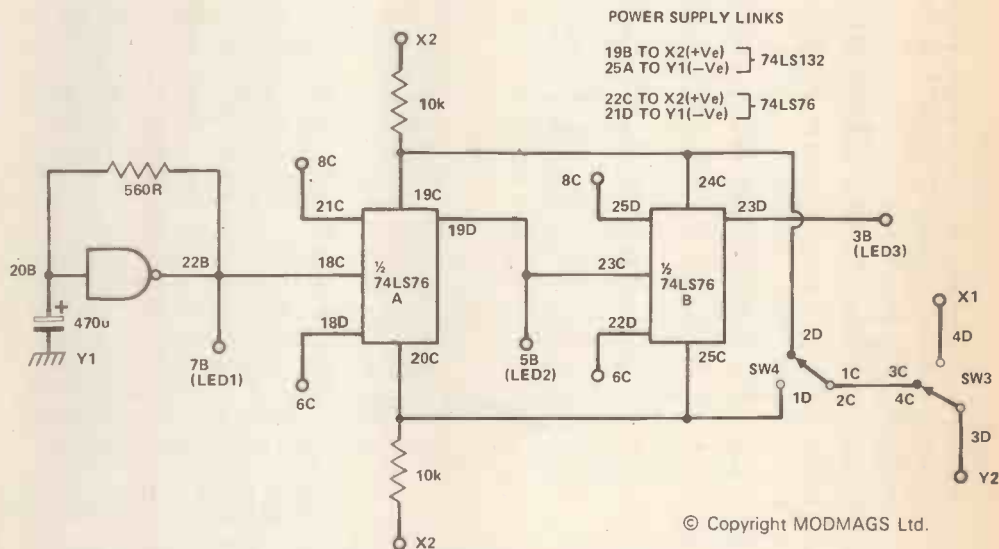 POWER SUPPLY LINKS
19B TO X2(+Ve)
25A TO Y1(−Ve)
74LS132
22C TO X2(+Ve)
21D TO Y1(−Ve)
74LS76
X2
10k
8C
21C
19C
8C
25D
24C
23D
3B
(LED3)
560R
19D
20B
22B
18C
½
74LS76
A
23C
½
74LS76
B
+
470u
Y1
7B
(LED1)
18D
6C
20C
5B
(LED2)
22D
6C
25C
2D
SW4
1D
1C
2C
3C
4C
X1
4D
SW3
3D
Y2
10k
X2
© Copyright MODMAGS Ltd.